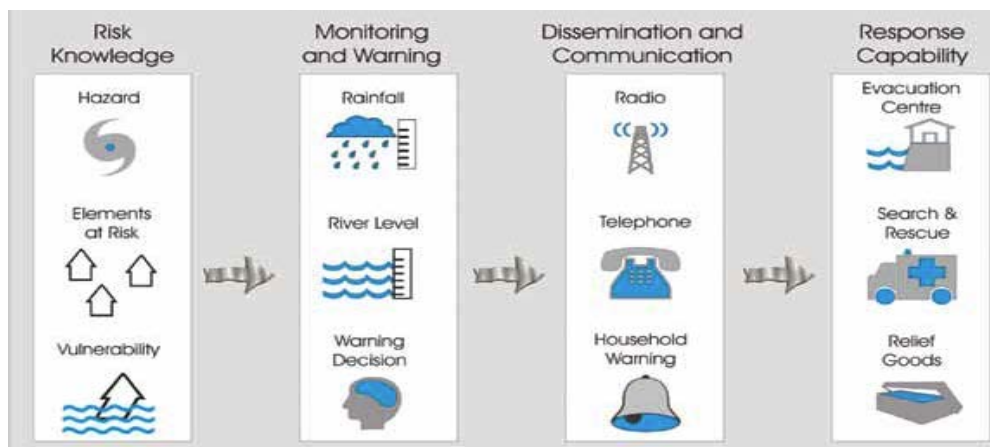 Risk
Knowledge
Hazard
Elements
at Risk
Vulnerability
Monitoring
and Warning
Rainfall
River Level
Warning
Decision
Dissemination and
Communication
Radio
Telephone
Household
Warning
Response
Capability
Evacuation
Centre
Search &
Rescue
Relief
Goods